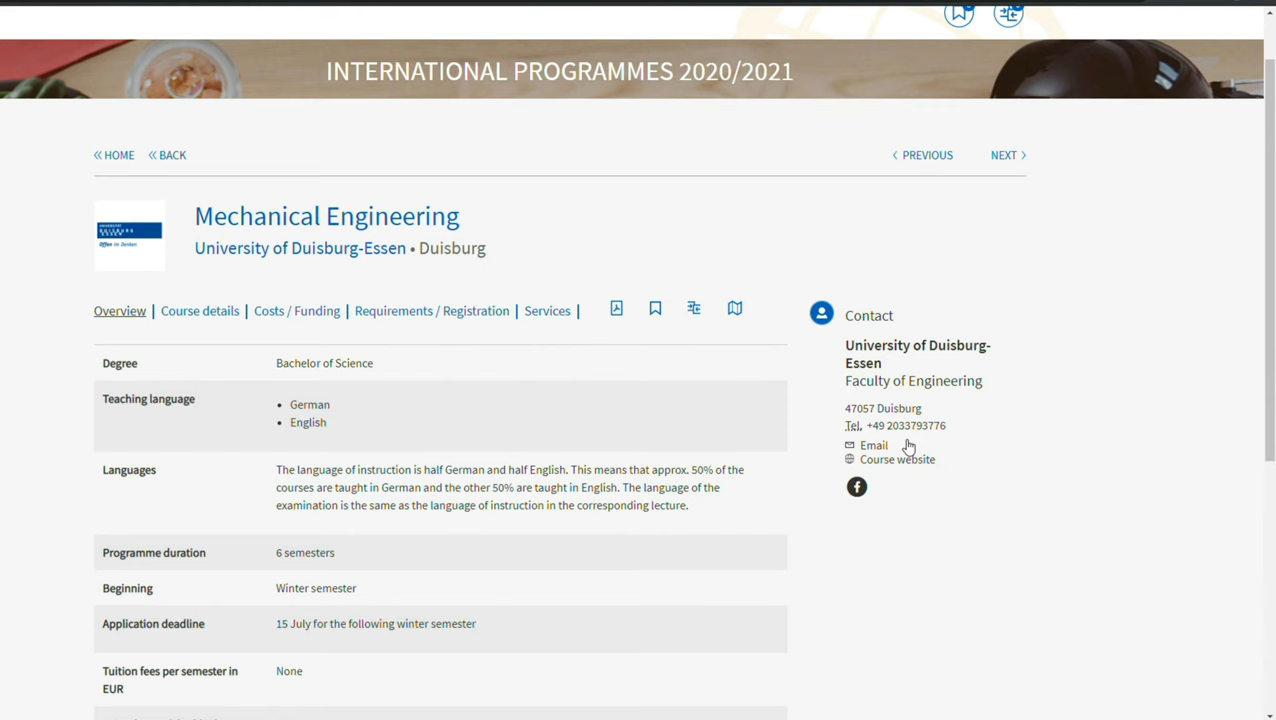 INTERNATIONAL PROGRAMMES 2020/2021
HOME BACK PREVIOUS NEXT
Mechanical Engineering
University of Duisburg-Essen • Duisburg
Offen im Denken
Overview | Course details | Costs / Funding | Requirements / Registration | Services |
Degree Bachelor of Science
Teaching language
• German
• English
Languages The language of instruction is half German and half English. This means that approx. 50% of the
courses are taught in German and the other 50% are taught in English. The language of the
examination is the same as the language of instruction in the corresponding lecture.
Programme duration 6 semesters
Beginning Winter semester
Application deadline 15 July for the following winter semester
Tuition fees per semester in None
EUR
Contact
University of Duisburg-
Essen
Faculty of Engineering
47057 Duisburg
Tel. +49 2033793776
Email
Course website